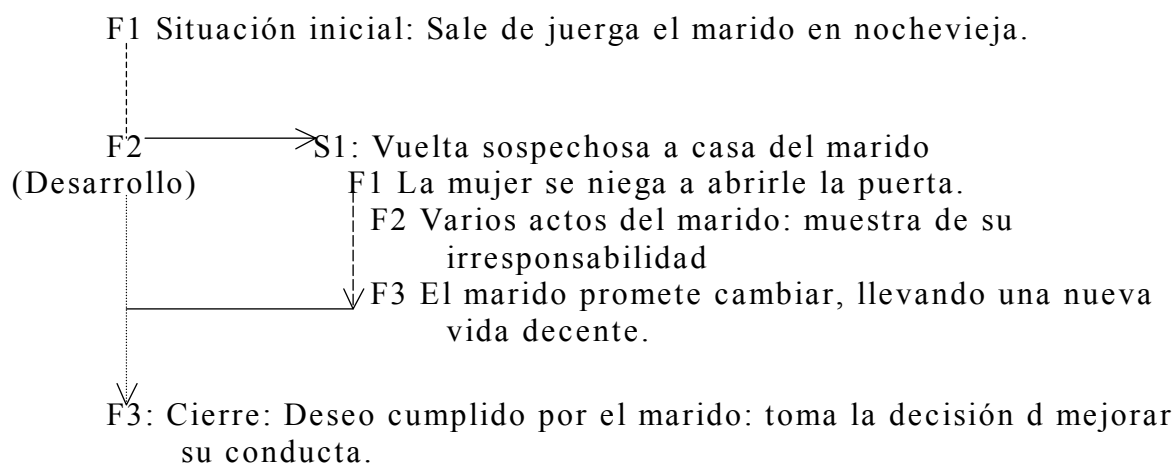 F1 Situación inicial: Sale de juerga el marido en nochevieja.
F2 S1: Vuelta sospechosa a casa del marido
(Desarrollo) F1 La mujer se niega a abrirle la puerta.
F2 Varios actos del marido: muestra de su
irresponsabilidad
F3 El marido promete cambiar, llevando una nueva
vida decente.
F3: Cierre: Deseo cumplido por el marido: toma la decisión d mejorar
su conducta.